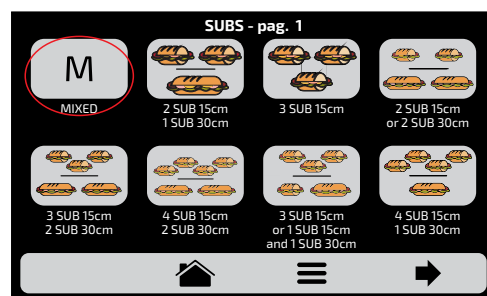 SUBS - pag. 1
M
MIXED
2 SUB 15cm
1 SUB 30cm
3 SUB 15cm
2 SUB 15cm
or 2 SUB 30cm
3 SUB 15cm
2 SUB 30cm
4 SUB 15cm
2 SUB 30cm
3 SUB 15cm
or 1 SUB 15cm
and 1 SUB 30cm
4 SUB 15cm
1 SUB 30cm